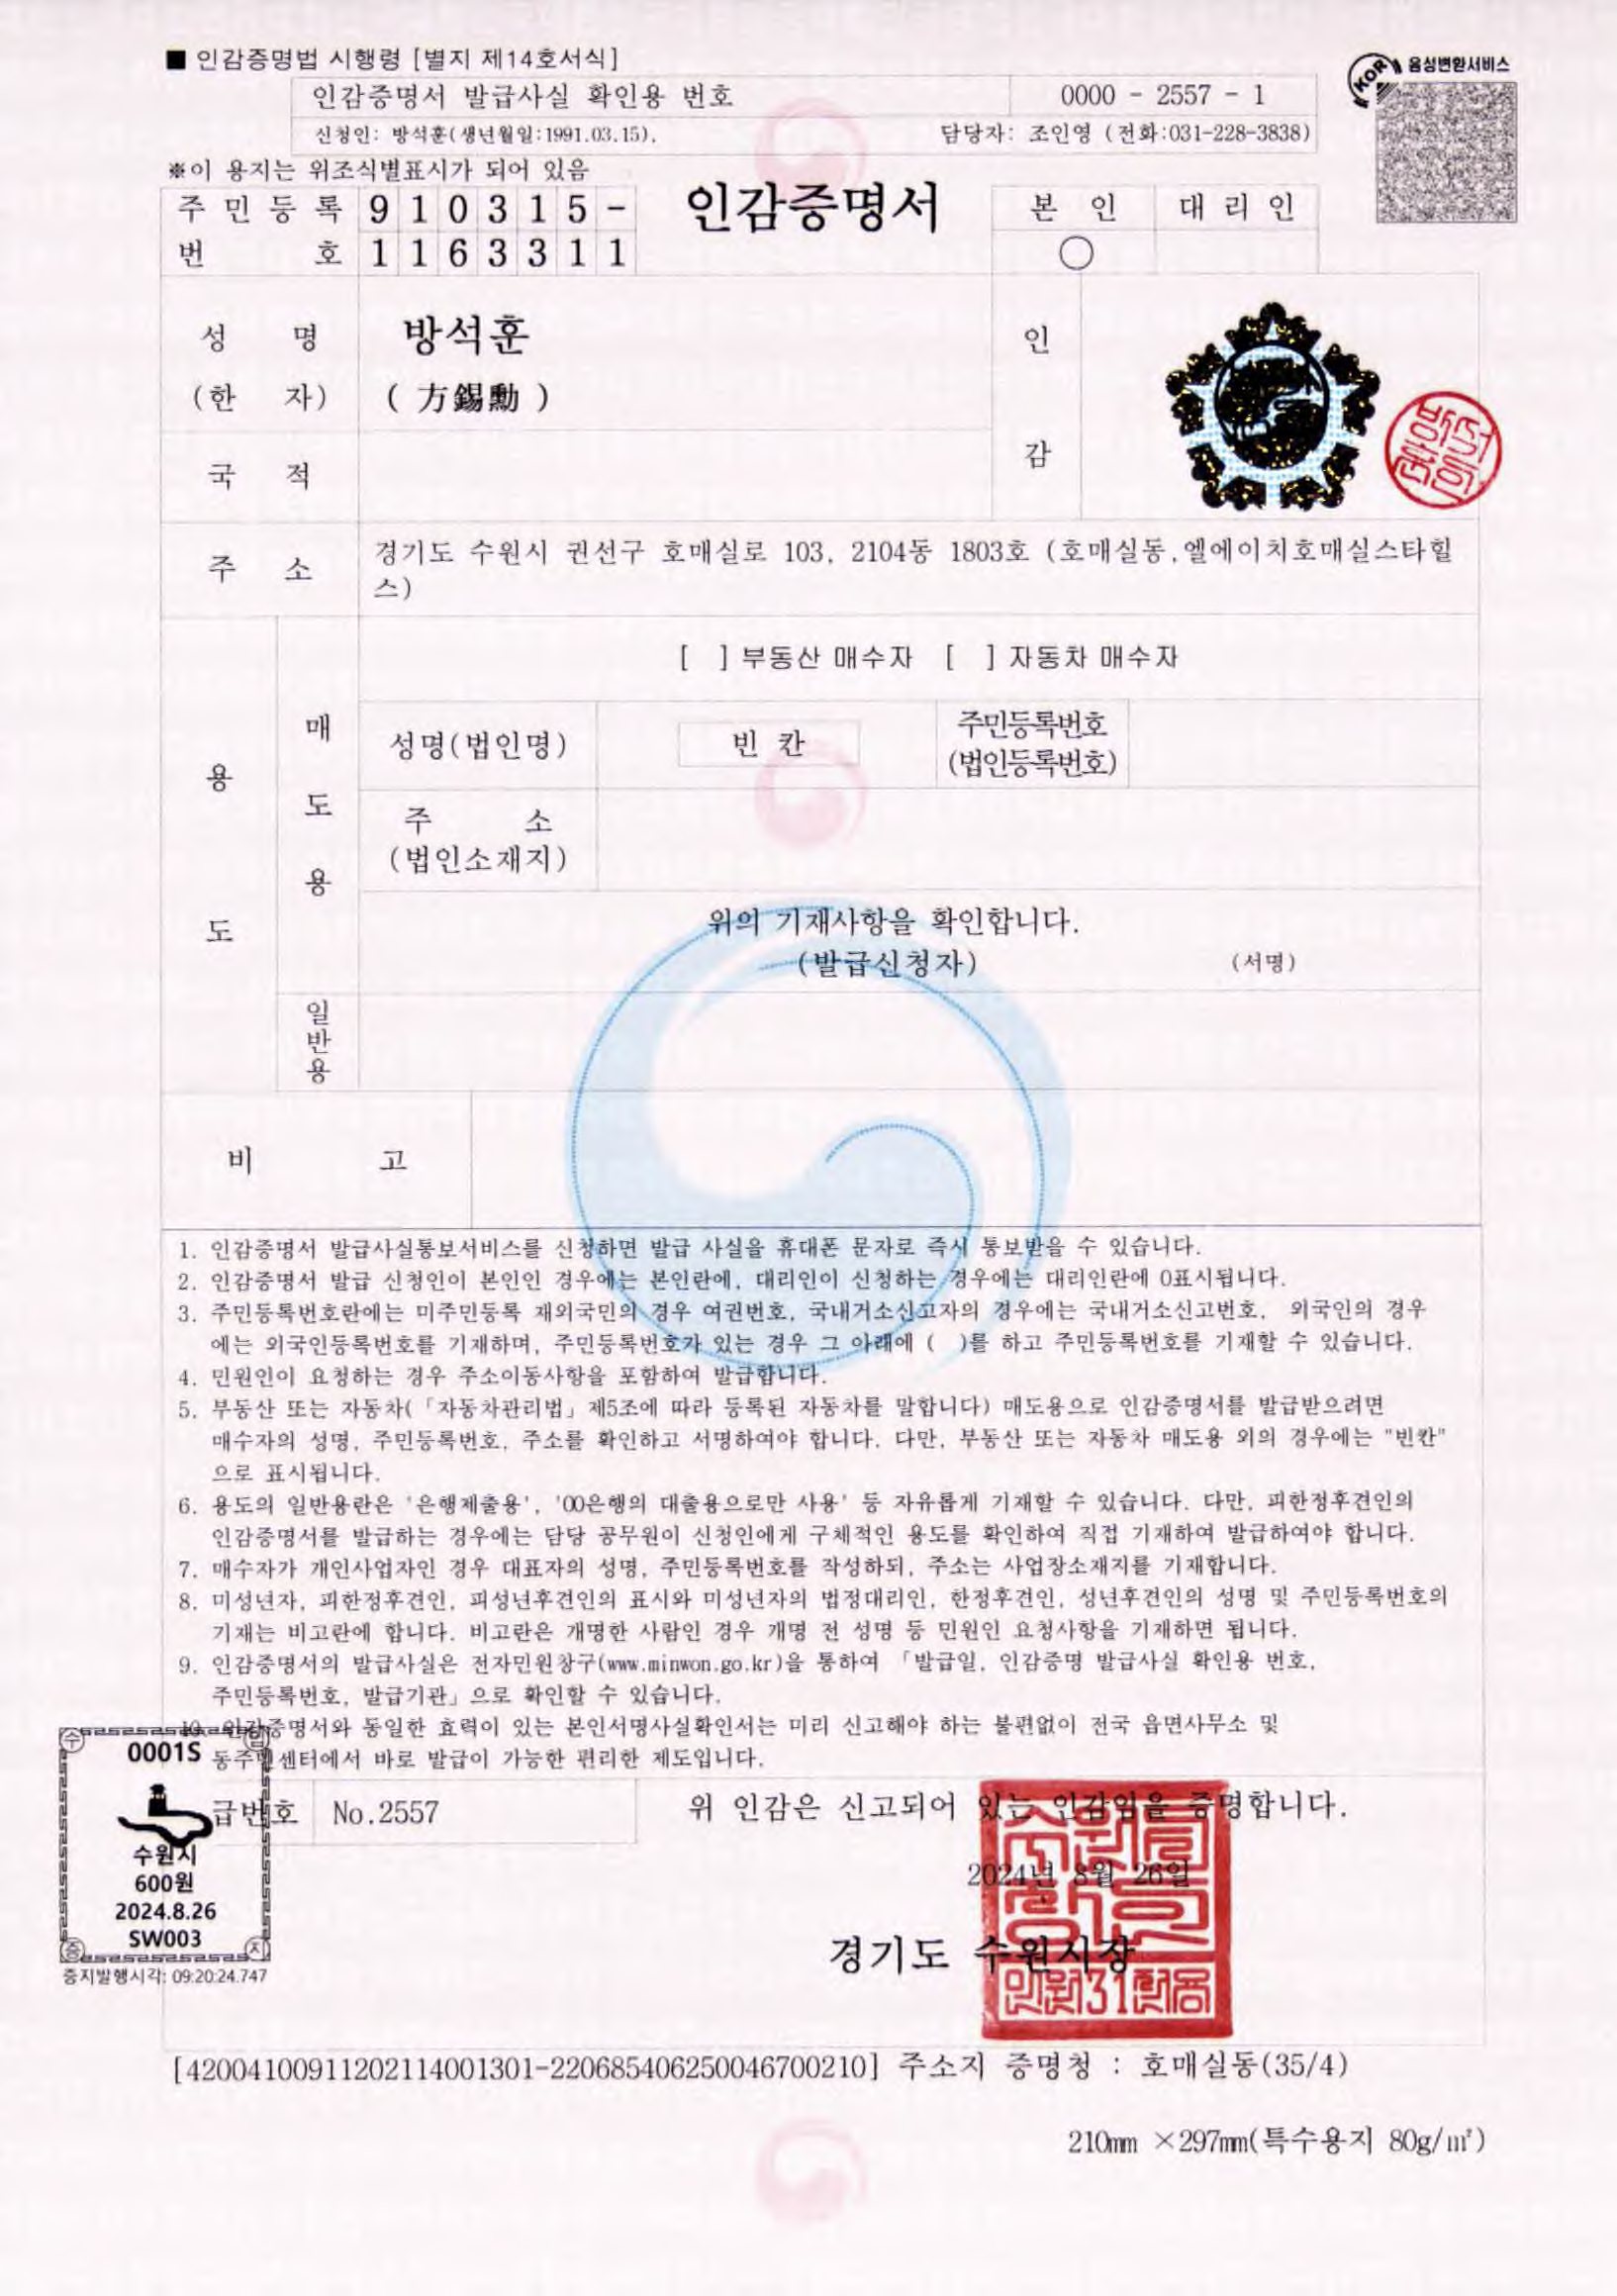 ■ 인감증명법 시행령 [별지 제14호서식]
음성변환서비스
인감증명서 발급사실 확인용 번호 0000 - 2557 - 1
신청인: 방석훈(생년월일:1991.03.15). 담당자: 조인영 (전화:031-228-3838)
※이 용지는 위조식별표시가 되어 있음
주 민 등 록 9 1 0 3 1 5 -
번 호 1 1 6 3 3 1 1
인감증명서
본 인 대 리 인
○
성 명 방석훈
(한 자) ( 方錫勳 )
인 감
국 적
주 소 경기도 수원시 권선구 호매실로 103, 2104동 1803호 (호매실동,엘에이치호매실스타힐
스)
용 도
매 도 용
[ ] 부동산 매수자 [ ] 자동차 매수자
성명(법인명) 빈 칸 주민등록번호
(법인등록번호)
주 소
(법인소재지)
위의 기재사항을 확인합니다.
(발급신청자) (서명)
일 반 용
비 고
1. 인감증명서 발급사실통보서비스를 신청하면 발급 사실을 휴대폰 문자로 즉시 통보받을 수 있습니다.
2. 인감증명서 발급 신청인이 본인인 경우에는 본인란에, 대리인이 신청하는 경우에는 대리인란에 0표시됩니다.
3. 주민등록번호란에는 미주민등록 재외국민의 경우 여권번호, 국내거소신고자의 경우에는 국내거소신고번호, 외국인의 경우
에는 외국인등록번호를 기재하며, 주민등록번호가 있는 경우 그 아래에 ( )를 하고 주민등록번호를 기재할 수 있습니다.
4. 민원인이 요청하는 경우 주소이동사항을 포함하여 발급합니다.
5. 부동산 또는 자동차(「자동차관리법」제5조에 따라 등록된 자동차를 말합니다) 매도용으로 인감증명서를 발급받으려면
매수자의 성명, 주민등록번호, 주소를 확인하고 서명하여야 합니다. 다만, 부동산 또는 자동차 매도용 외의 경우에는 "빈칸"
으로 표시됩니다.
6. 용도의 일반용란은 '은행제출용', '00은행의 대출용으로만 사용' 등 자유롭게 기재할 수 있습니다. 다만, 피한정후견인의
인감증명서를 발급하는 경우에는 담당 공무원이 신청인에게 구체적인 용도를 확인하여 직접 기재하여 발급하여야 합니다.
7. 매수자가 개인사업자인 경우 대표자의 성명, 주민등록번호를 작성하되, 주소는 사업장소재지를 기재합니다.
8. 미성년자, 피한정후견인, 피성년후견인의 표시와 미성년자의 법정대리인, 한정후견인, 성년후견인의 성명 및 주민등록번호의
기재는 비고란에 합니다. 비고란은 개명한 사람인 경우 개명 전 성명 등 민원인 요청사항을 기재하면 됩니다.
9. 인감증명서의 발급사실은 전자민원창구(www.minwon.go.kr)을 통하여 「발급일, 인감증명 발급사실 확인용 번호,
주민등록번호, 발급기관」으로 확인할 수 있습니다.
10. 인감증명서와 동일한 효력이 있는 본인서명사실확인서는 미리 신고해야 하는 불편없이 전국 읍면사무소 및
동주민센터에서 바로 발급이 가능한 편리한 제도입니다.
0001S
수원시
600원
2024.8.26
SW003
증지발행시각: 09:20:24.747
급번호 No.2557
위 인감은 신고되어 있는 인감임을 증명합니다.
2024년 8월 26일
경기도 수원시장
민원31전용
[42004100911202114001301-220685406250046700210] 주소지 증명청 : 호매실동(35/4)
210mm ×297mm(특수용지 80g/㎡)